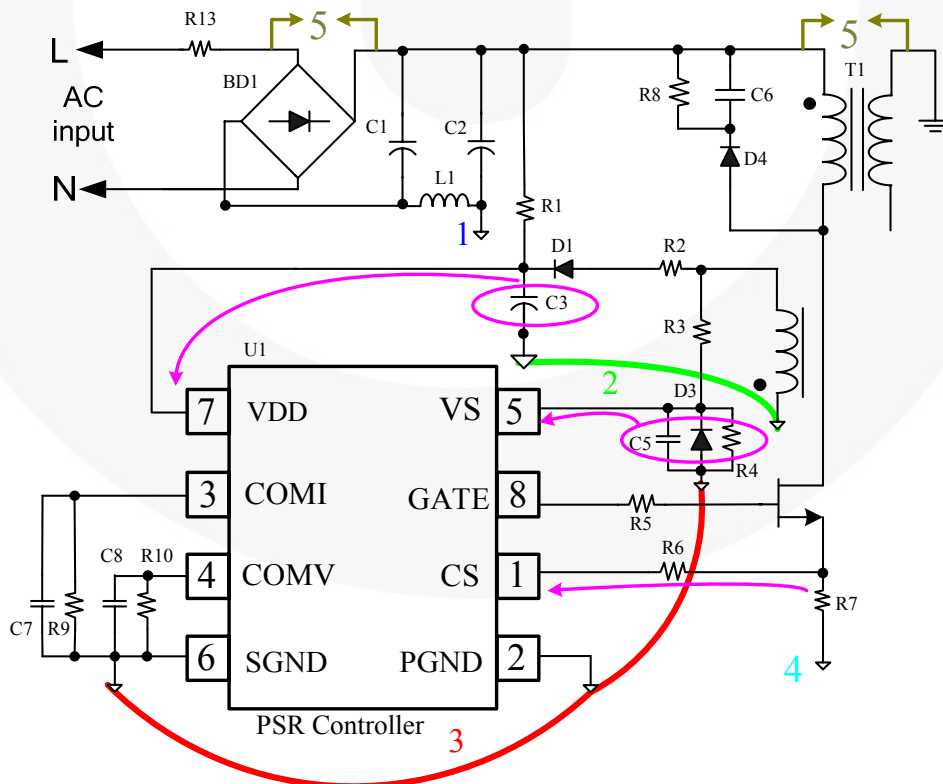 R13
5
5
L
BD1
T1
AC
input
C1
C2
R8
C6
D4
N
L1
1
R1
D1
R2
C3
R3
U1
2
D3
7
VDD
VS
5
C5
R4
3
COMI
GATE
8
R5
C8
R10
4
COMV
CS
1
R6
C7
R9
R7
6
SGND
PGND
2
4
PSR Controller
3